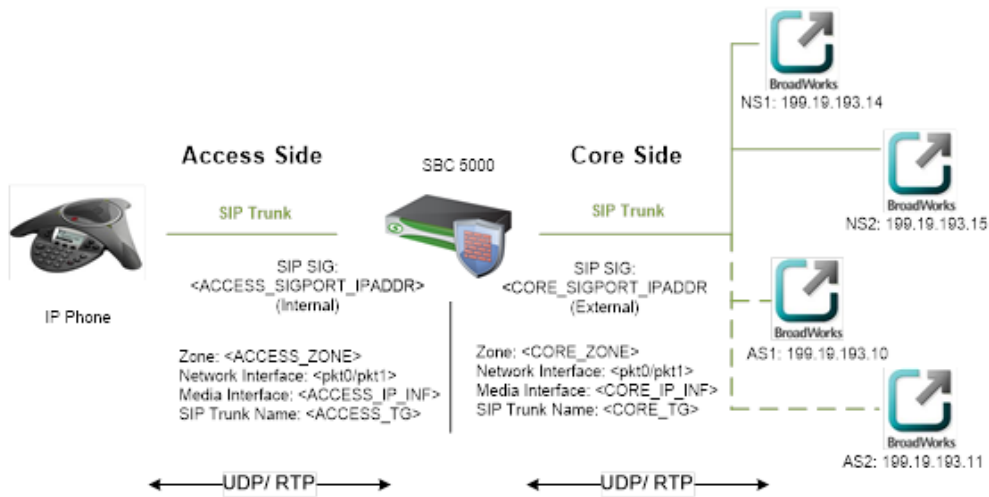 BroadWorks
NS1: 199.19.193.14
Access Side
SBC 5000
Core Side
BroadWorks
NS2: 199.19.193.15
SIP Trunk
SIP Trunk
IP Phone
SIP SIG:
<ACCESS_SIGPORT_IPADDR>
(Internal)
SIP SIG:
<CORE_SIGPORT_IPADDR
(External)
BroadWorks
AS1: 199.19.193.10
Zone: <ACCESS_ZONE>
Network Interface: <pkt0/pkt1>
Media Interface: <ACCESS_IP_INF>
SIP Trunk Name: <ACCESS_TG>
Zone: <CORE_ZONE>
Network Interface: <pkt0/pkt1>
Media Interface: <CORE_IP_INF>
SIP Trunk Name: <CORE_TG>
BroadWorks
AS2: 199.19.193.11
UDP/ RTP
UDP/ RTP